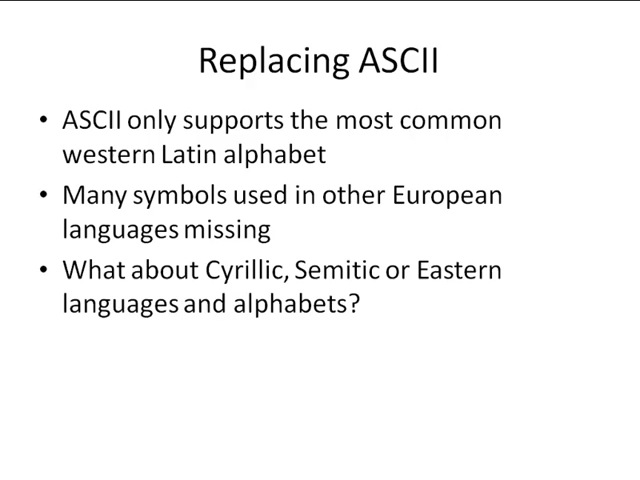 Replacing ASCII
• ASCII only supports the most common
western Latin alphabet
• Many symbols used in other European
languages missing
• What about Cyrillic, Semitic or Eastern
languages and alphabets?